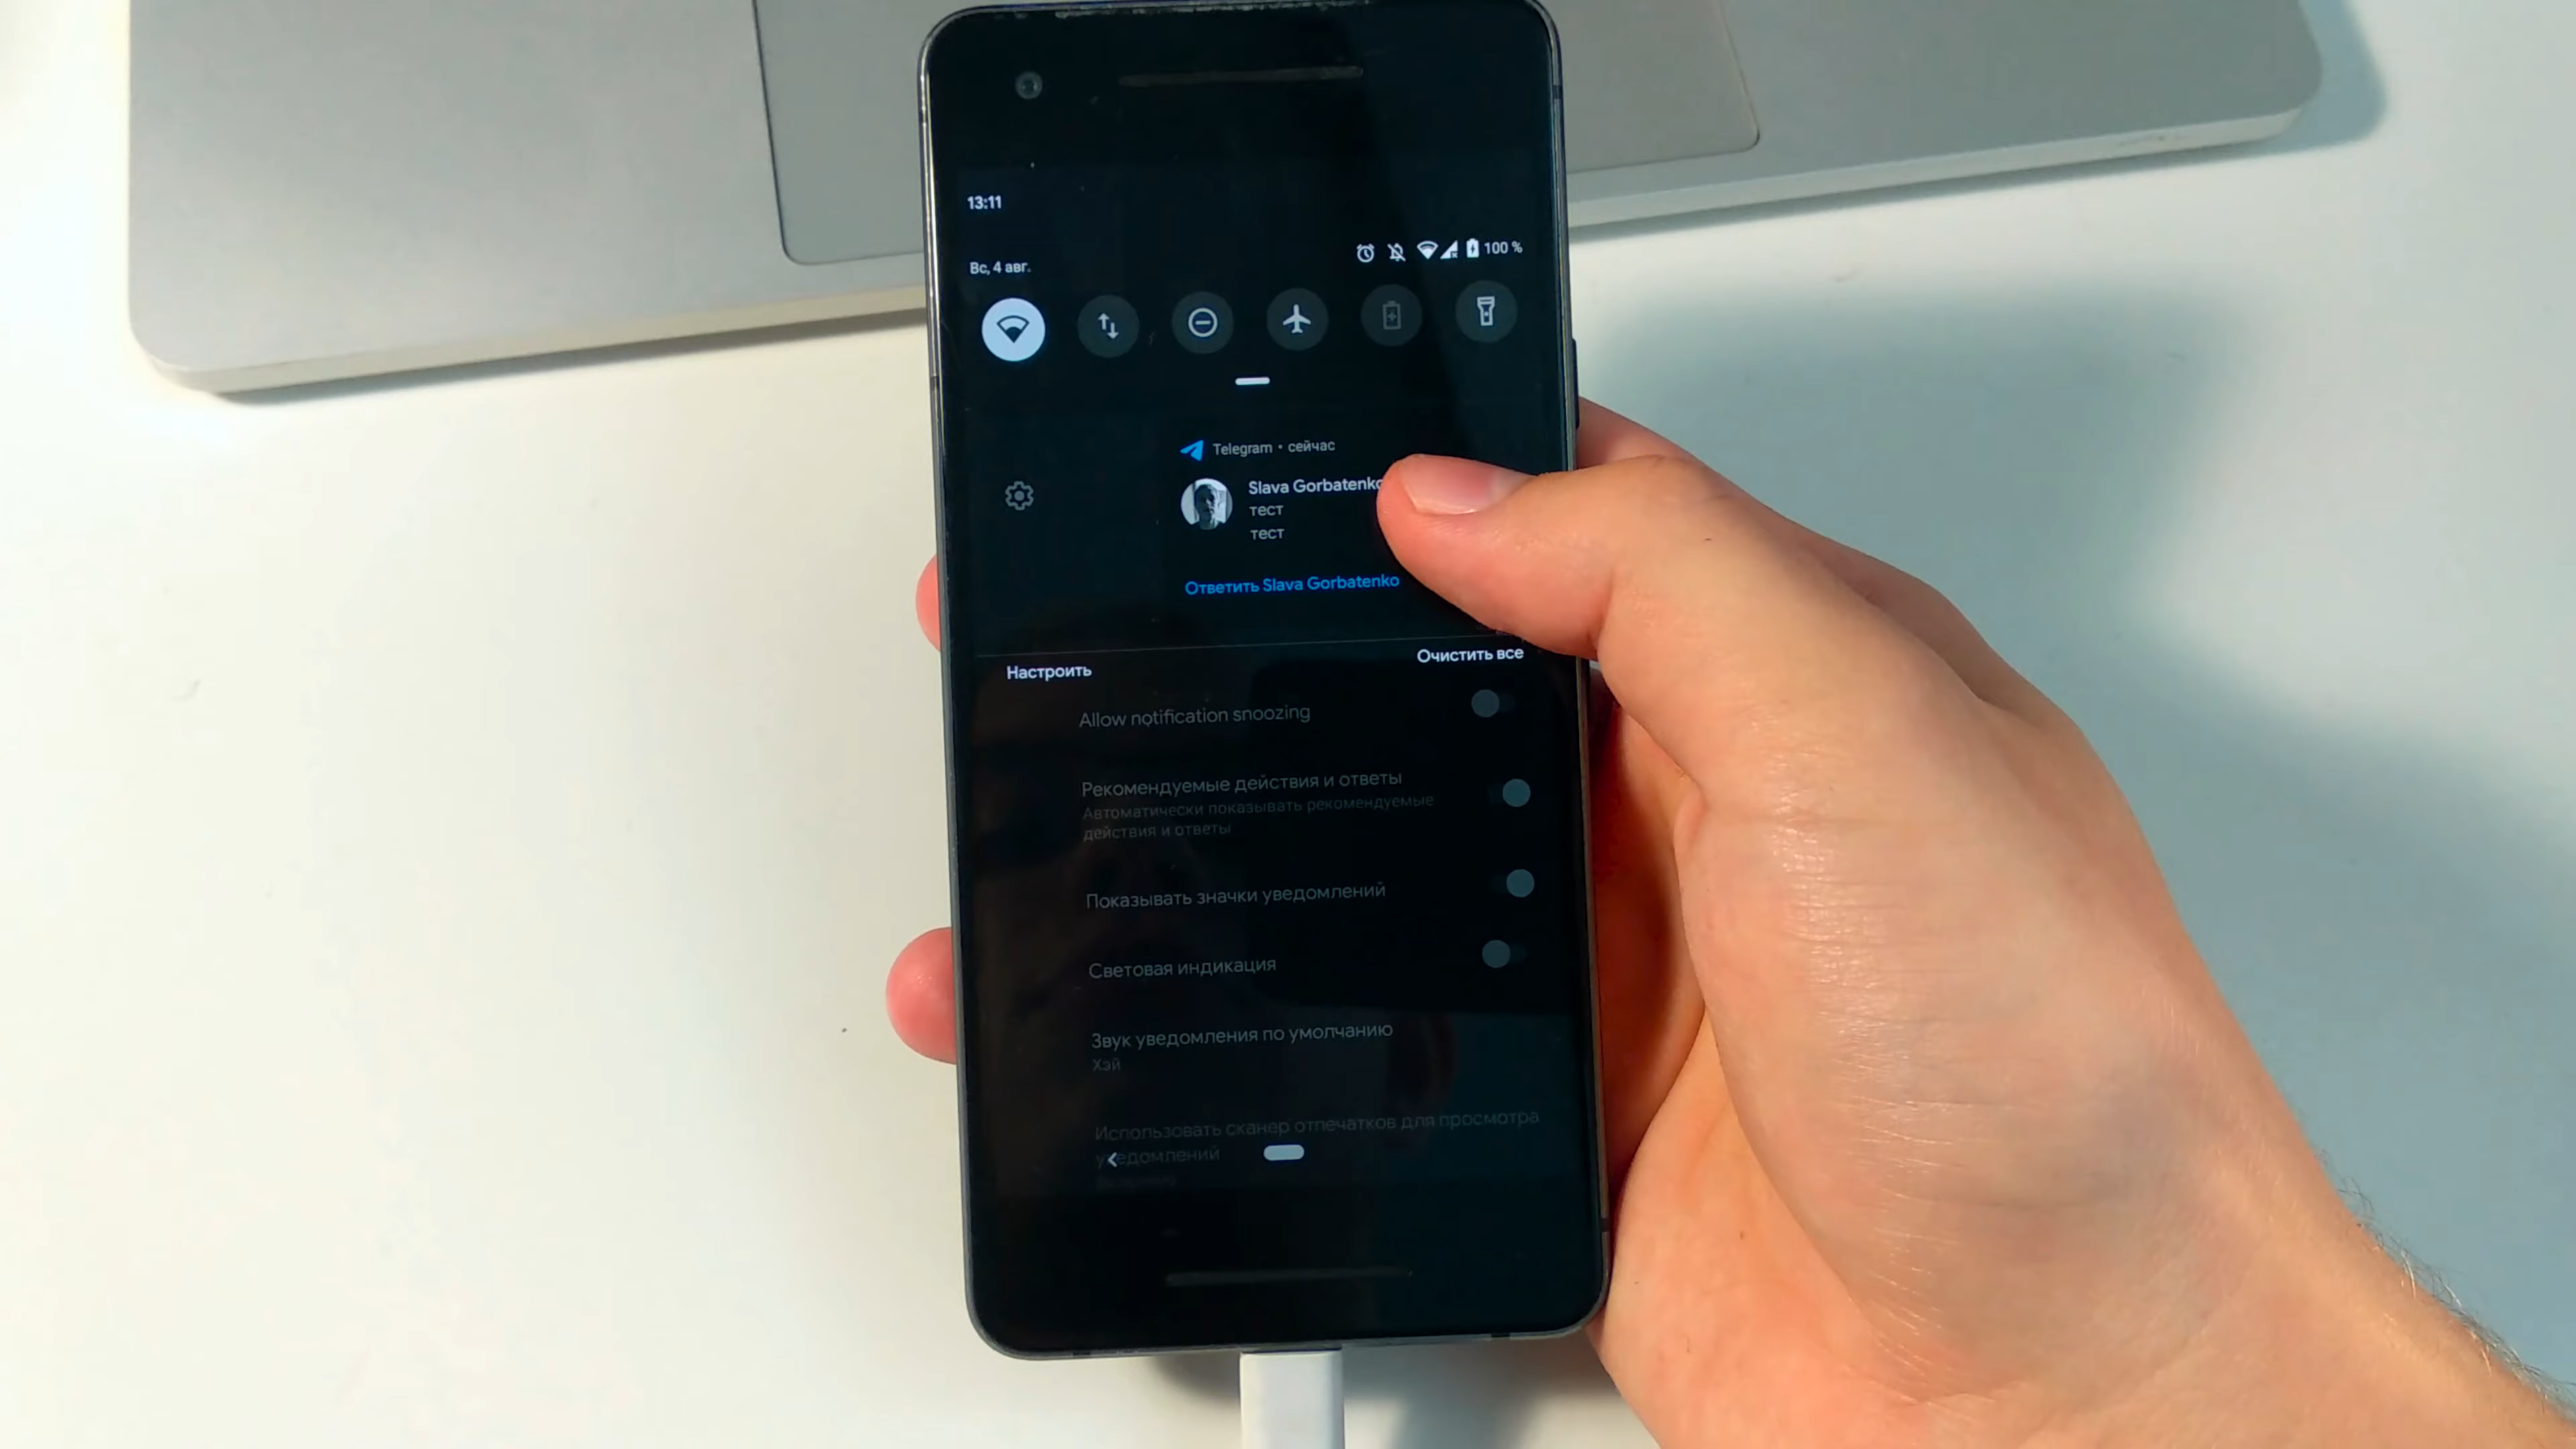 13:11
Вс, 4 авг.
100 %
Telegram • сейчас
Slava Gorbatenko
тест
тест
Ответить Slava Gorbatenko
Настроить
Очистить все
Allow notification snoozing
Рекомендуемые действия и ответы
Автоматически показывать рекомендуемые
действия и ответы
Показывать значки уведомлений
Световая индикация
Звук уведомления по умолчанию
Хэй
Использовать сканер отпечатков для просмотра
уведомлений